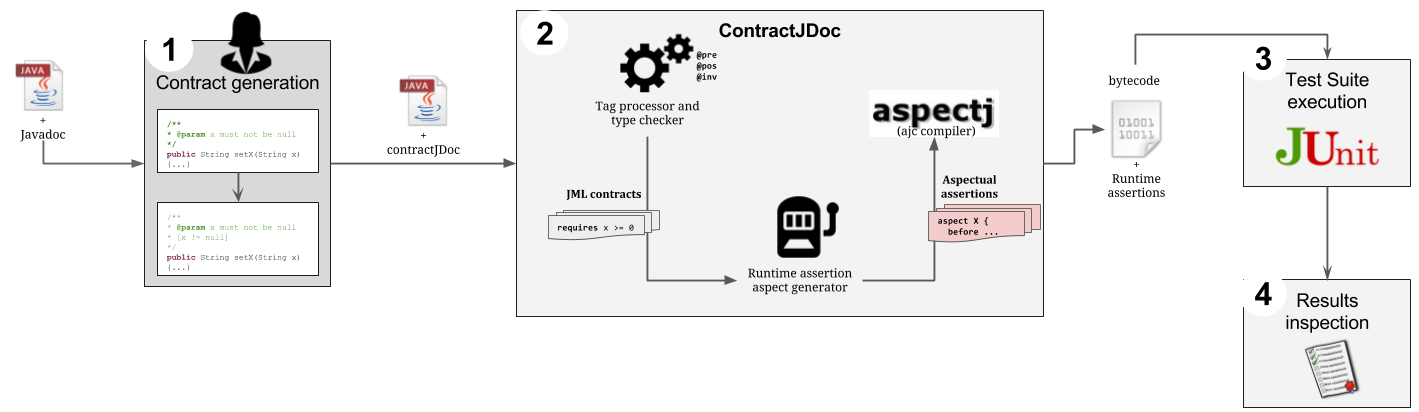 JAVA
+
Javadoc
1
Contract generation
/**
* @param x must not be null
*/
public String setX(String x)
{...}
/**
* @param x must not be null
* [x != null]
*/
public String setX(String x)
{...}
JAVA
+
contractJDoc
2
ContractJDoc
@pre
@pos
@inv
Tag processor and
type checker
JML contracts
requires x >= 0
Runtime assertion
aspect generator
aspectj
(ajc compiler)
Aspectual
assertions
aspect X {
before ...
bytecode
01001
10011
+
Runtime
assertions
3
Test Suite
execution
JUnit
4
Results
inspection